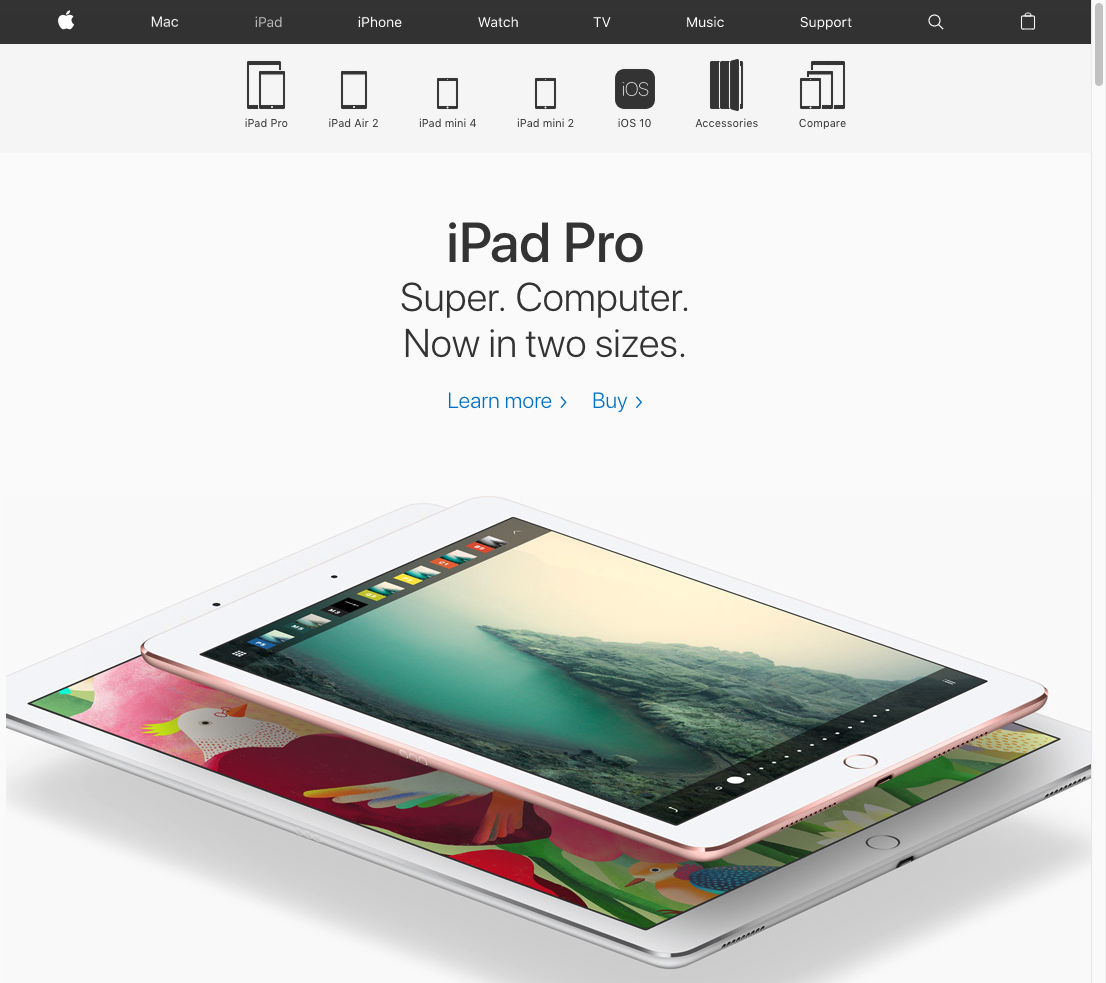 Mac iPad iPhone Watch TV Music Support
iOS
iPad Pro iPad Air 2 iPad mini 4 iPad mini 2 iOS 10 Accessories Compare
iPad Pro
Super. Computer.
Now in two sizes.
Learn more > Buy >